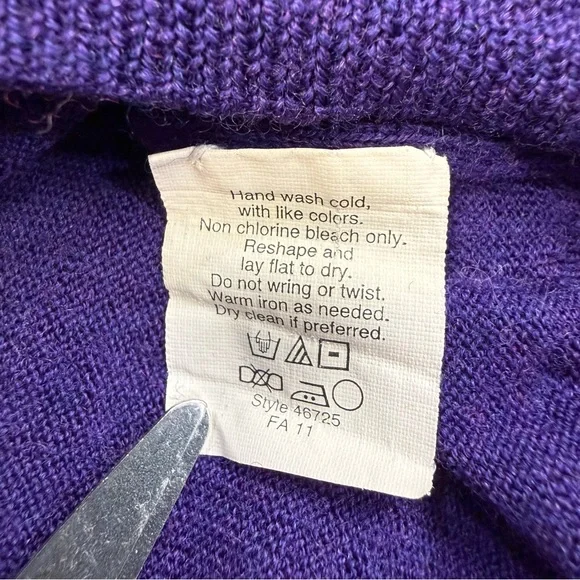 Hand wash cold,
with like colors.
Non chlorine bleach only.
Reshape and
lay flat to dry.
Do not wring or twist.
Warm iron as needed.
Dry clean if preferred.
Style 46725
FA 11